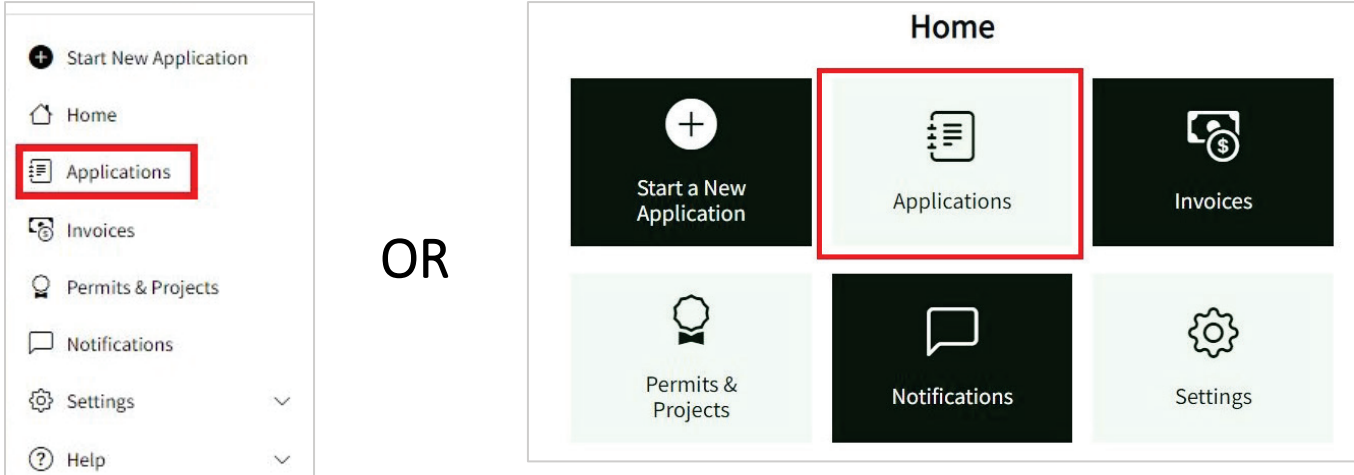 Start New Application
Home
Applications
Invoices
Permits & Projects
Notifications
Settings
Help
OR
Home
Start a New
Application
Applications
Invoices
Permits &
Projects
Notifications
Settings